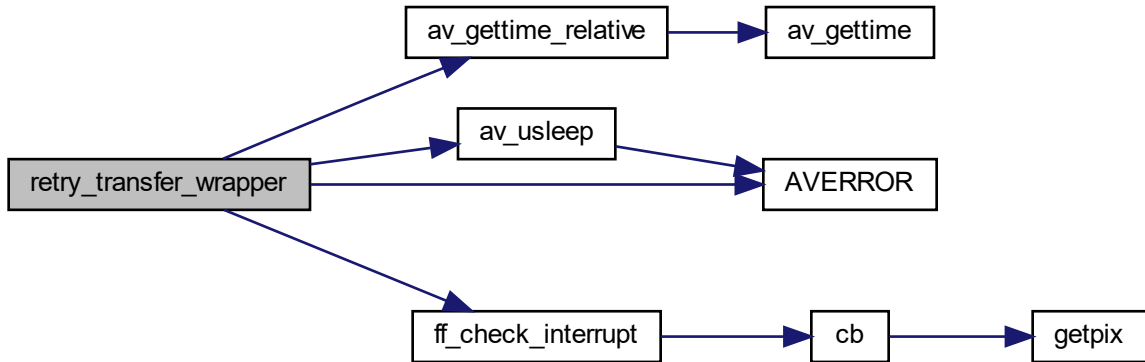 av_gettime_relative
av_gettime
av_usleep
retry_transfer_wrapper
AVERROR
ff_check_interrupt
cb
getpix